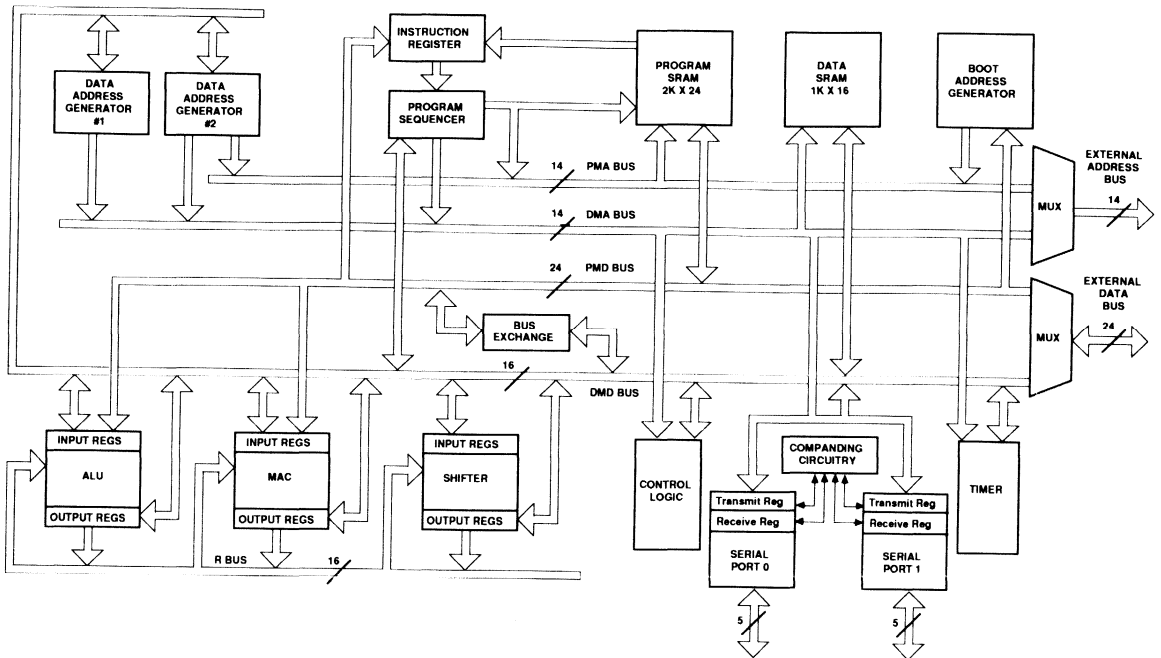 INSTRUCTION
REGISTER
PROGRAM
SRAM
2K X 24
DATA
SRAM
1K X 16
BOOT
ADDRESS
GENERATOR
DATA
ADDRESS
GENERATOR
#1
DATA
ADDRESS
GENERATOR
#2
PROGRAM
SEQUENCER
EXTERNAL
ADDRESS
BUS
14
PMA BUS
MUX
14
14
DMA BUS
24
PMD BUS
EXTERNAL
DATA
BUS
24
BUS
EXCHANGE
MUX
16
DMD BUS
INPUT REGS
ALU
OUTPUT REGS
INPUT REGS
MAC
OUTPUT REGS
INPUT REGS
SHIFTER
OUTPUT REGS
CONTROL
LOGIC
COMPANDING
CIRCUITRY
TIMER
Transmit Reg
Receive Reg
SERIAL
PORT 0
Transmit Reg
Receive Reg
SERIAL
PORT 1
R BUS
16
5
5